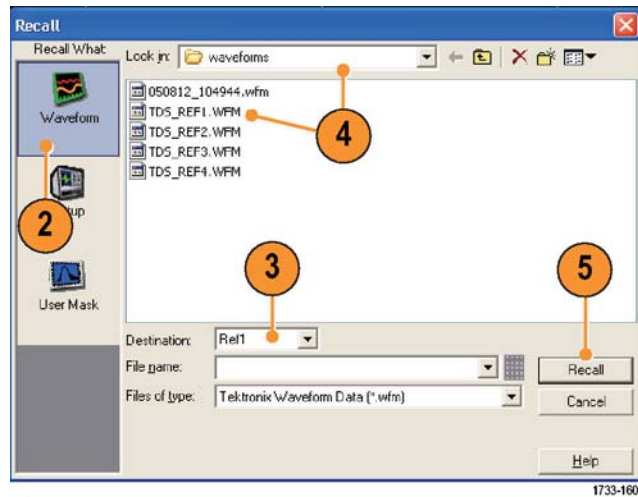 Recall
Recall What:
Look in: waveforms
Waveform
050812_104944.wfm
TDS_REF1.WFM
TDS_REF2.WFM
TDS_REF3.WFM
TDS_REF4.WFM
4
2
User Mask
3
5
Destination: Ref1
File name:
Recall
Files of type: Tektronix Waveform Data (*.wfm)
Cancel
Help
1733-160